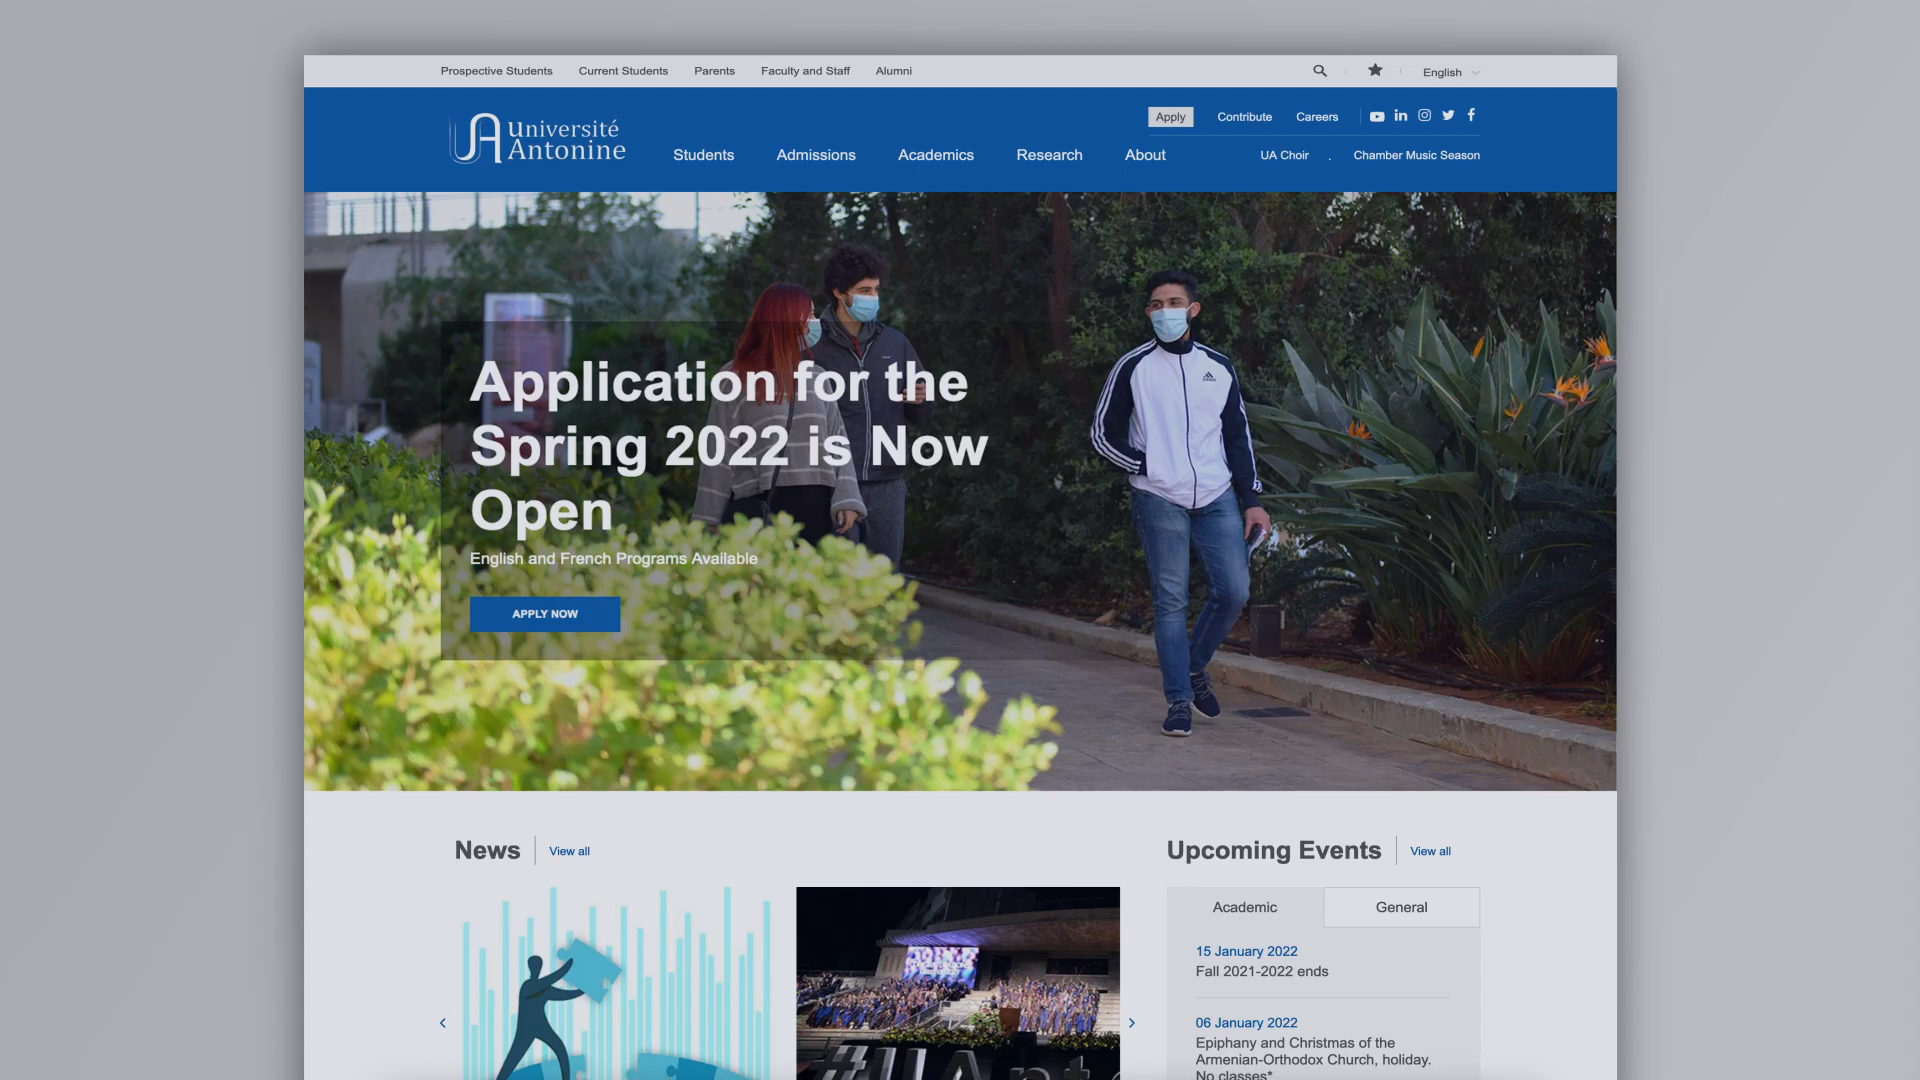 Prospective Students Current Students Parents Faculty and Staff Alumni
English
Apply Contribute Careers
UA université
Antonine
Students Admissions Academics Research About
UA Choir . Chamber Music Season
Application for the
Spring 2022 is Now
Open
English and French Programs Available
APPLY NOW
News View all
Upcoming Events View all
Academic General
15 January 2022
Fall 2021-2022 ends
06 January 2022
Epiphany and Christmas of the
Armenian-Orthodox Church, holiday.
No classes*